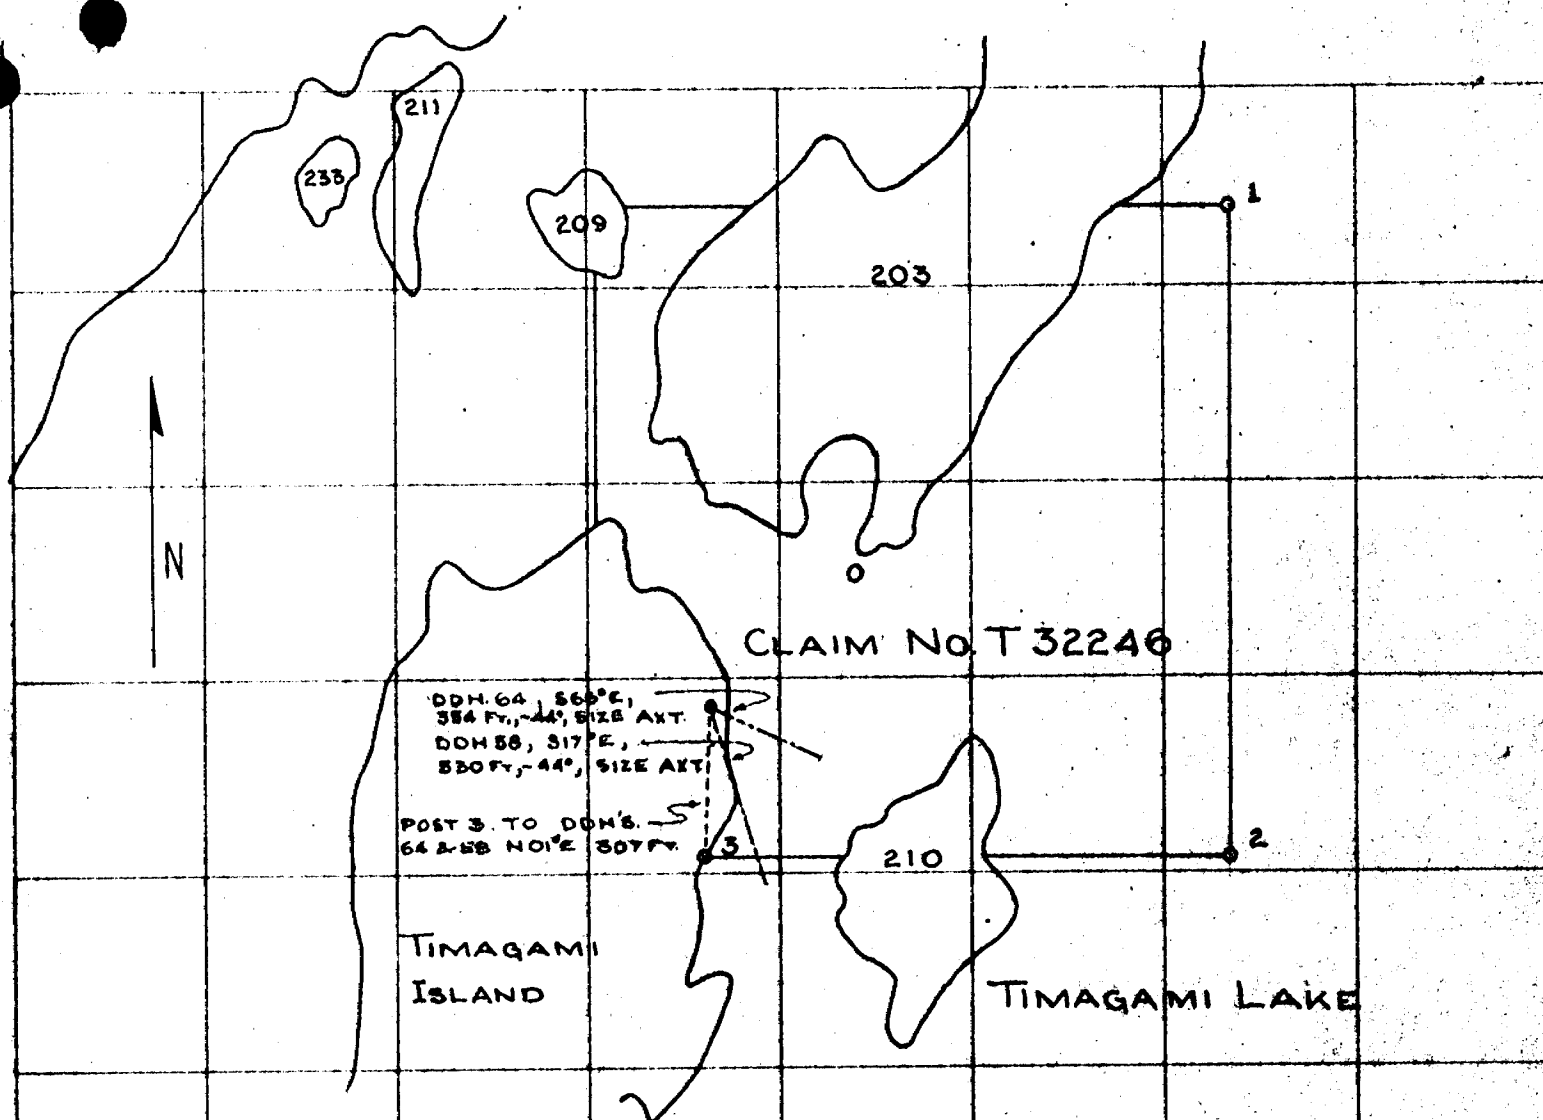 211
233
209
1
203
N
CLAIM No. T 32246
DDH. 64, S65°E,
354 FT., -44°, SIZE AXT.
DDH 58, S17°E,
530 FT, -44°, SIZE AXT
POST 3. TO DDH'S.
64 & 58 N01°E 307 FT.
3
210
2
TIMAGAMI
ISLAND
TIMAGAMI LAKE